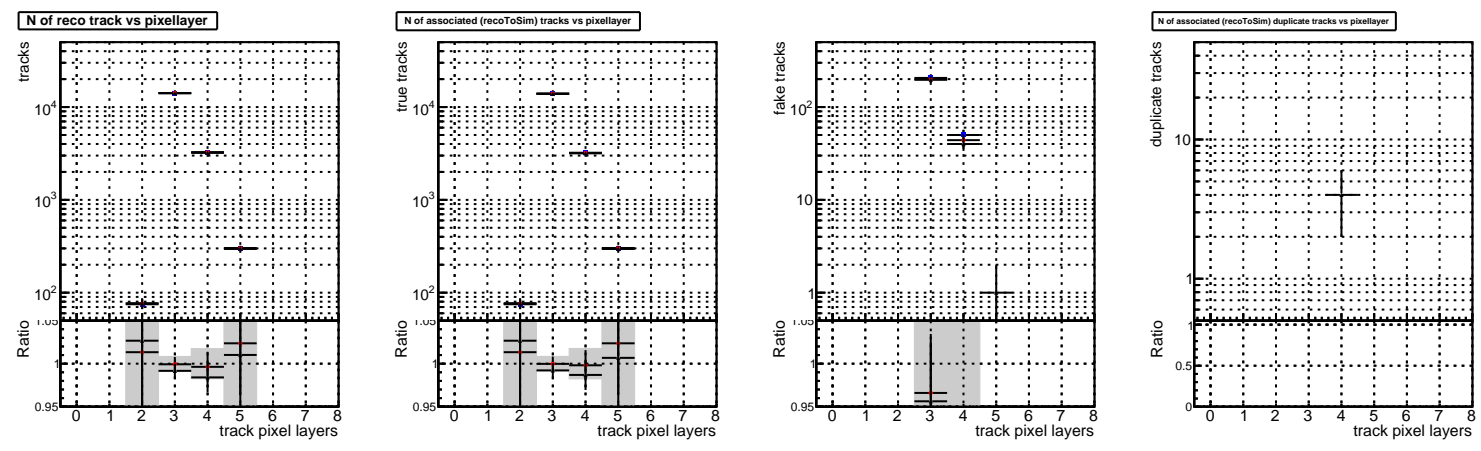 N of reco track vs pixellayer
tracks
10^4
10^3
10^2
Ratio
1.05
1
0.95
0 1 2 3 4 5 6 7 8
track pixel layers
N of associated (recoToSim) tracks vs pixellayer
true tracks
10^4
10^3
10^2
Ratio
1.05
1
0.95
0 1 2 3 4 5 6 7 8
track pixel layers
fake tracks
10^2
10
1
Ratio
1.05
1
0.95
0 1 2 3 4 5 6 7 8
track pixel layers
N of associated (recoToSim) duplicate tracks vs pixellayer
duplicate tracks
10
1
Ratio
1
0.5
0
0 1 2 3 4 5 6 7 8
track pixel layers